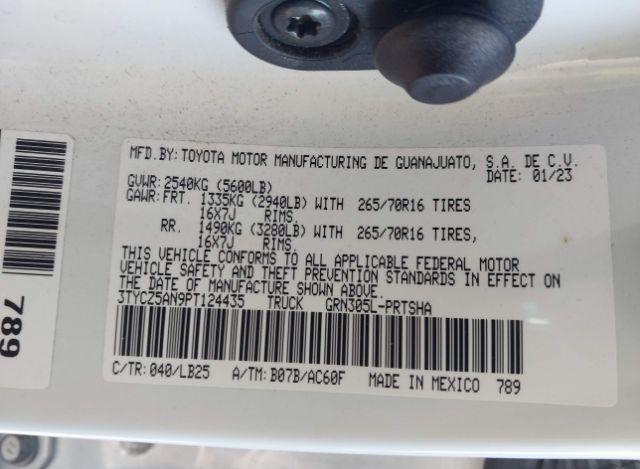 MFD.BY: TOYOTA MOTOR MANUFACTURING DE GUANAJUATO, S.A. DE C.V.
DATE: 01/23
GVWR: 2540KG (5600LB)
GAWR: FRT. 1335KG (2940LB) WITH 265/70R16 TIRES
16X7J RIMS,
RR. 1490KG (3280LB) WITH 265/70R16 TIRES,
16X7J RIMS.
THIS VEHICLE CONFORMS TO ALL APPLICABLE FEDERAL MOTOR
VEHICLE SAFETY AND THEFT PREVENTION STANDARDS IN EFFECT ON
THE DATE OF MANUFACTURE SHOWN ABOVE.
3TYCZ5AN9PT124435 TRUCK GRN305L-PRTSHA
C/TR: 040/LB25 A/TM: B07B/AC60F MADE IN MEXICO 789
789